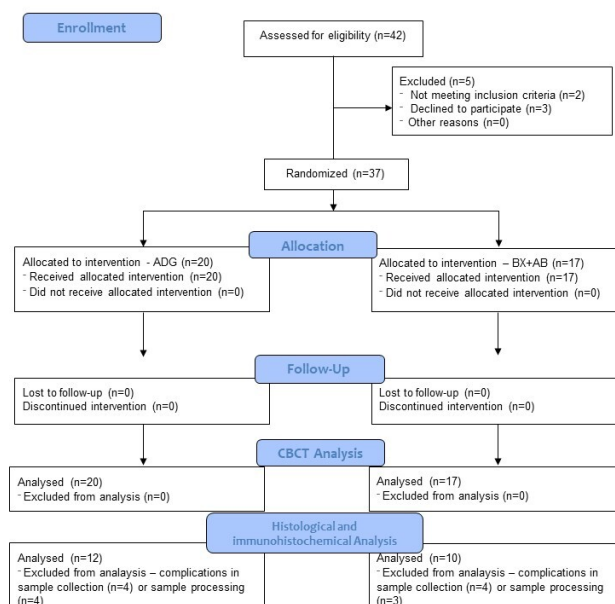 Enrollment
Assessed for eligibility (n=42)
Excluded (n=5)
- Not meeting inclusion criteria (n=2)
- Declined to participate (n=3)
- Other reasons (n=0)
Randomized (n=37)
Allocation
Allocated to intervention - ADG (n=20)
- Received allocated intervention (n=20)
- Did not receive allocated intervention (n=0)
Allocated to intervention – BX+AB (n=17)
- Received allocated intervention (n=17)
- Did not receive allocated intervention (n=0)
Follow-Up
Lost to follow-up (n=0)
Discontinued intervention (n=0)
Lost to follow-up (n=0)
Discontinued intervention (n=0)
CBCT Analysis
Analysed (n=20)
- Excluded from analysis (n=0)
Analysed (n=17)
- Excluded from analysis (n=0)
Histological and
immunohistochemical Analysis
Analysed (n=12)
- Excluded from analaysis – complications in
sample collection (n=4) or sample processing
(n=4)
Analysed (n=10)
- Excluded from analaysis – complications in
sample collection (n=4) or sample processing
(n=3)